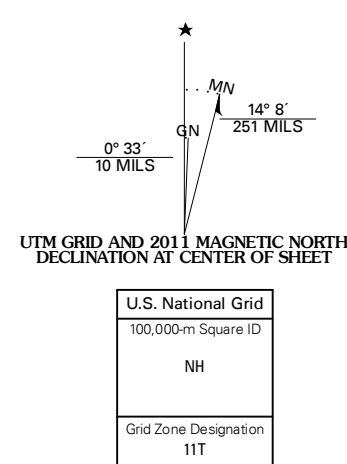 MN
GN
14° 8´
251 MILS
0° 33´
10 MILS
UTM GRID AND 2011 MAGNETIC NORTH
DECLINATION AT CENTER OF SHEET
U.S. National Grid
100,000-m Square ID
NH
Grid Zone Designation
11T